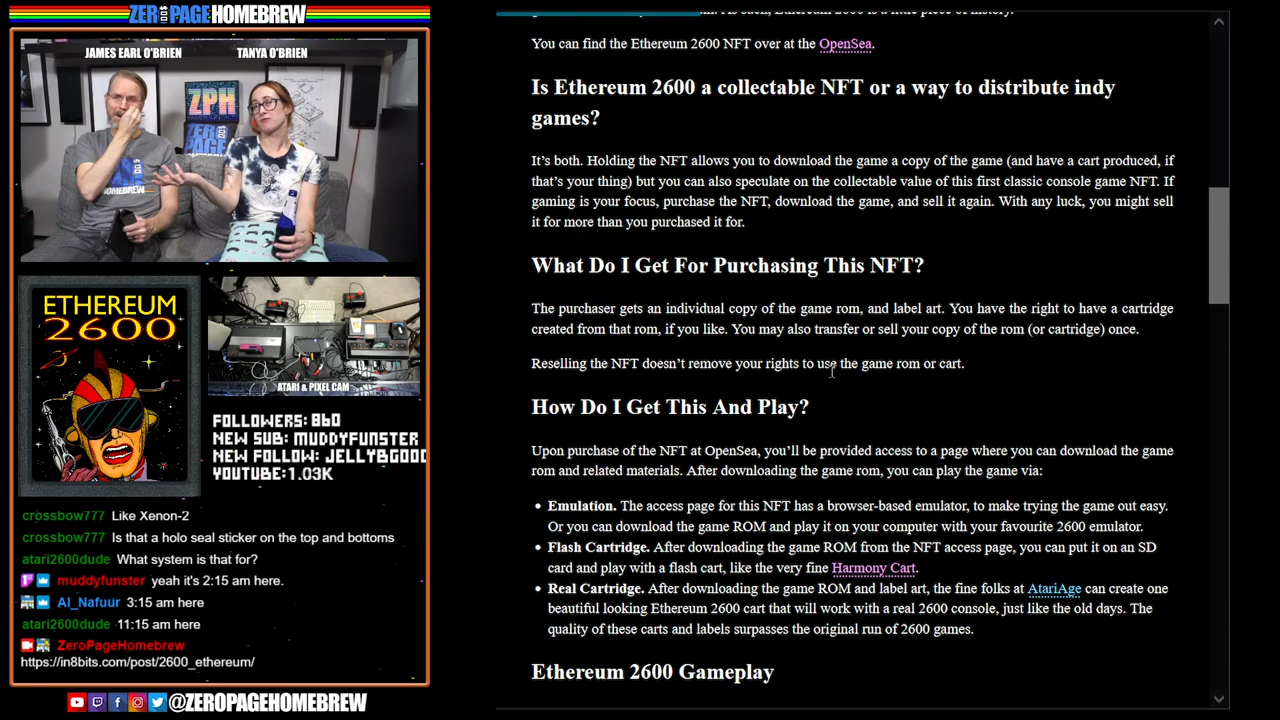 ZEROPAGEHOMEBREW
JAMES EARL O'BRIEN
TANYA O'BRIEN
ZPH
ETHEREUM
2600
ATARI & PIXEL CAM
FOLLOWERS: 860
NEW SUB: MUDDYFUNSTER
NEW FOLLOW: JELLYBGOOD
YOUTUBE:1.03K
crossbow777 Like Xenon-2
crossbow777 Is that a holo seal sticker on the top and bottoms
atari2600dude What system is that for?
muddyfunster yeah it's 2:15 am here.
Al_Nafuur 3:15 am here
atari2600dude 11:15 am here
ZeroPageHomebrew
https://in8bits.com/post/2600_ethereum/
@ZEROPAGEHOMEBREW
You can find the Ethereum 2600 NFT over at the OpenSea.
Is Ethereum 2600 a collectable NFT or a way to distribute indy
games?
It's both. Holding the NFT allows you to download the game a copy of the game (and have a cart produced, if
that's your thing) but you can also speculate on the collectable value of this first classic console game NFT. If
gaming is your focus, purchase the NFT, download the game, and sell it again. With any luck, you might sell
it for more than you purchased it for.
What Do I Get For Purchasing This NFT?
The purchaser gets an individual copy of the game rom, and label art. You have the right to have a cartridge
created from that rom, if you like. You may also transfer or sell your copy of the rom (or cartridge) once.
Reselling the NFT doesn't remove your rights to use the game rom or cart.
How Do I Get This And Play?
Upon purchase of the NFT at OpenSea, you'll be provided access to a page where you can download the game
rom and related materials. After downloading the game rom, you can play the game via:
Emulation. The access page for this NFT has a browser-based emulator, to make trying the game out easy.
Or you can download the game ROM and play it on your computer with your favourite 2600 emulator.
Flash Cartridge. After downloading the game ROM from the NFT access page, you can put it on an SD
card and play with a flash cart, like the very fine Harmony Cart.
Real Cartridge. After downloading the game ROM and label art, the fine folks at AtariAge can create one
beautiful looking Ethereum 2600 cart that will work with a real 2600 console, just like the old days. The
quality of these carts and labels surpasses the original run of 2600 games.
Ethereum 2600 Gameplay